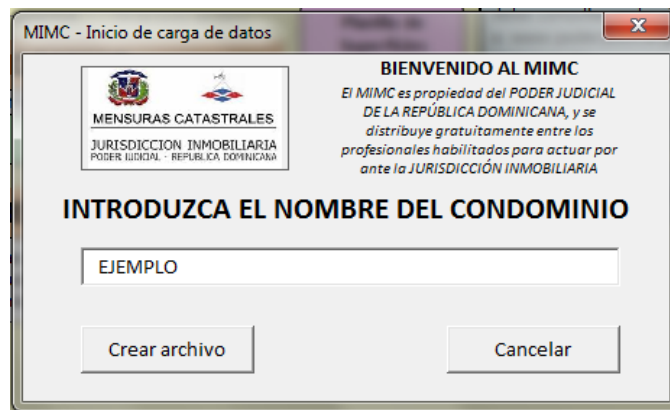 MIMC - Inicio de carga de datos
MENSURAS CATASTRALES
JURISDICCION INMOBILIARIA
PODER JUDICIAL - REPUBLICA DOMINICANA
BIENVENIDO AL MIMC
El MIMC es propiedad del PODER JUDICIAL
DE LA REPÚBLICA DOMINICANA, y se
distribuye gratuitamente entre los
profesionales habilitados para actuar por
ante la JURISDICCIÓN INMOBILIARIA
INTRODUZCA EL NOMBRE DEL CONDOMINIO
EJEMPLO
Crear archivo
Cancelar